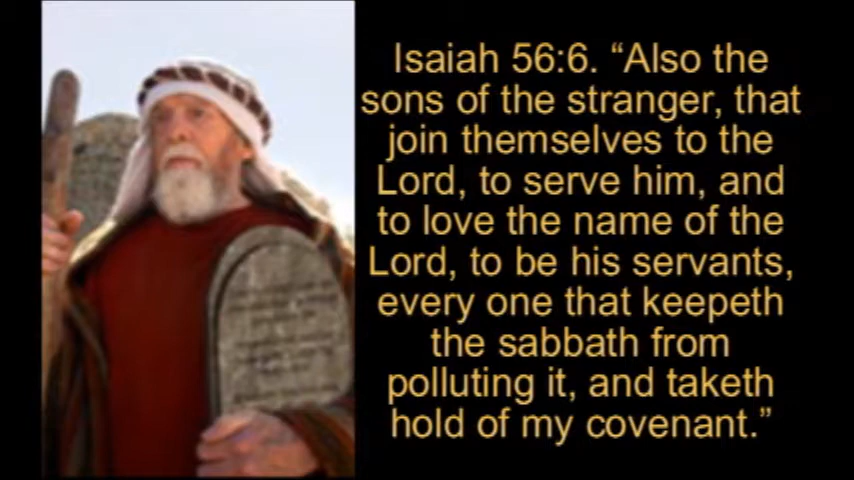 Isaiah 56:6. “Also the
sons of the stranger, that
join themselves to the
Lord, to serve him, and
to love the name of the
Lord, to be his servants,
every one that keepeth
the sabbath from
polluting it, and taketh
hold of my covenant.”